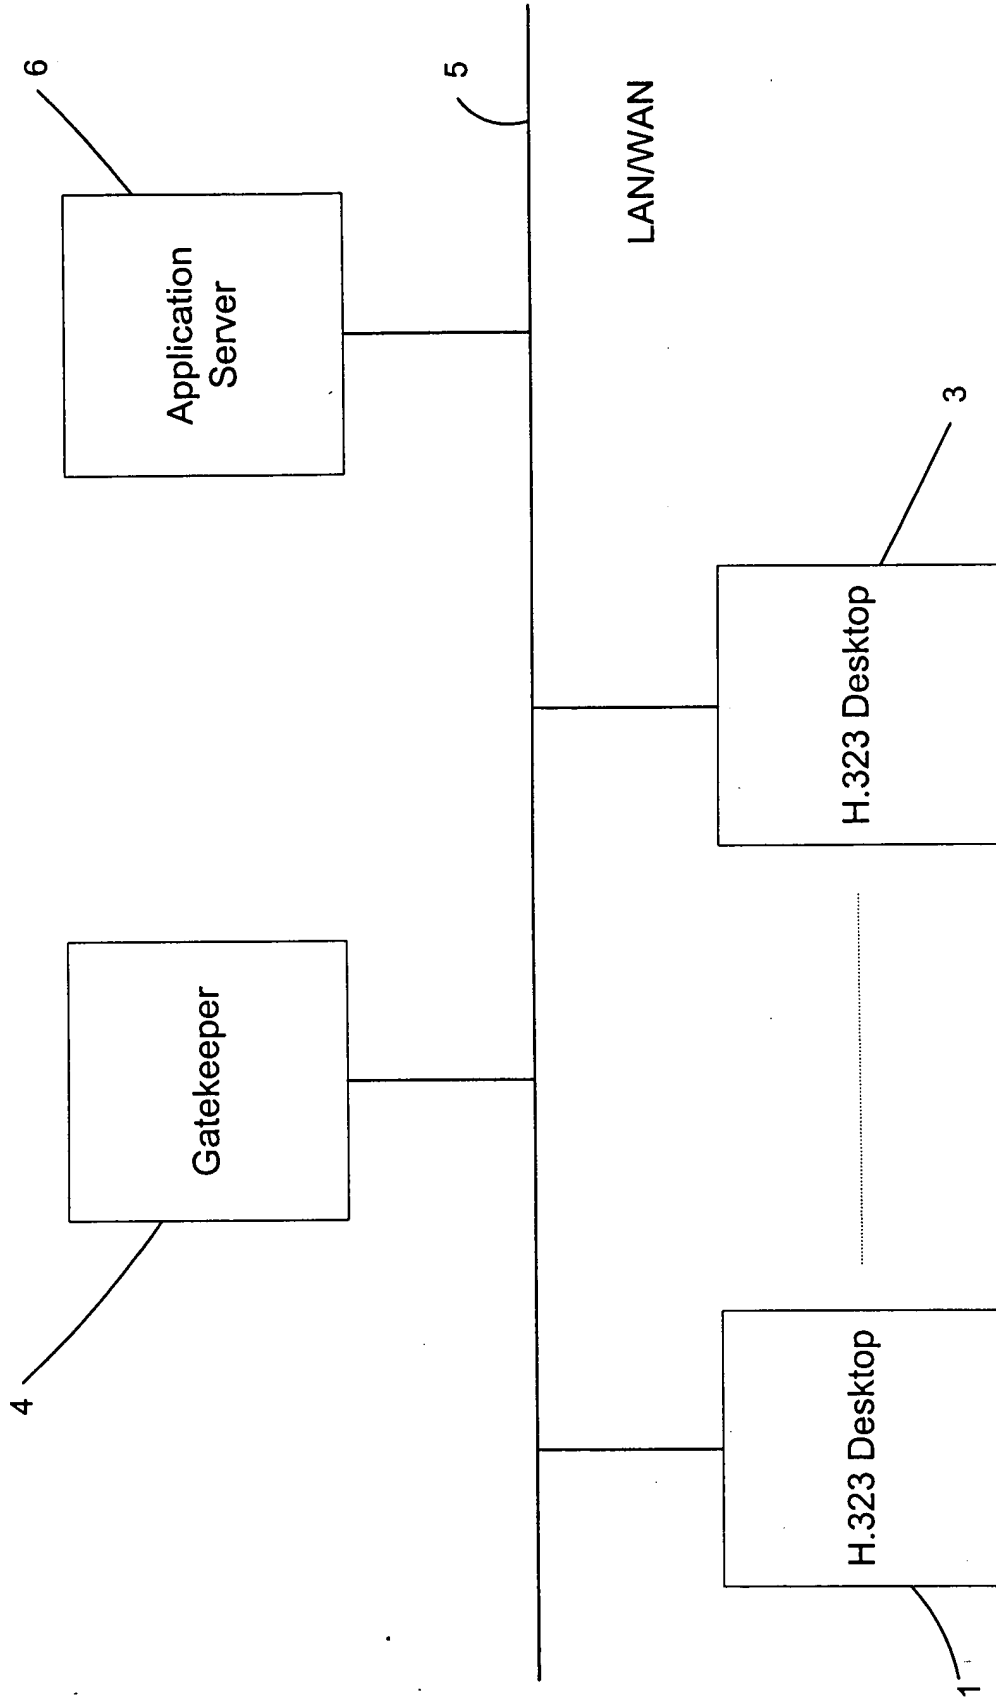 4
6
Gatekeeper
Application
Server
5
LAN/WAN
H.323 Desktop
H.323 Desktop
1
3